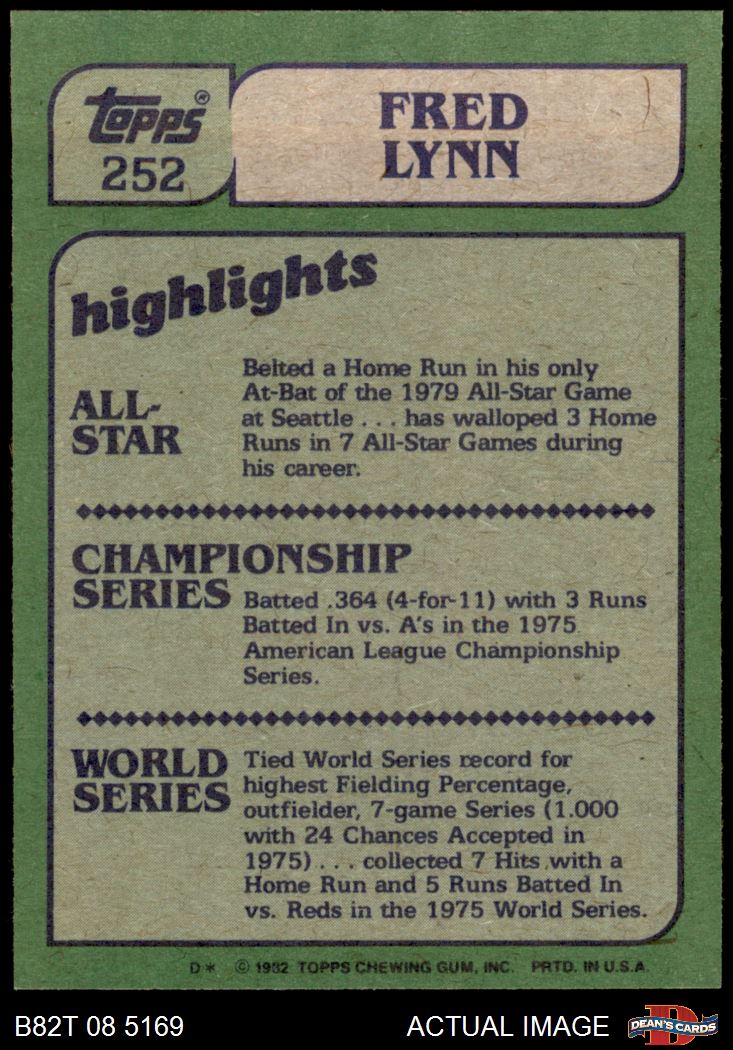 topps®
252
FRED
LYNN
highlights
ALL-
STAR
Belted a Home Run in his only
At-Bat of the 1979 All-Star Game
at Seattle . . . has walloped 3 Home
Runs in 7 All-Star Games during
his career.
CHAMPIONSHIP
SERIES
Batted .364 (4-for-11) with 3 Runs
Batted In vs. A's in the 1975
American League Championship
Series.
WORLD
SERIES
Tied World Series record for
highest Fielding Percentage,
outfielder, 7-game Series (1.000
with 24 Chances Accepted in
1975) . . . collected 7 Hits with a
Home Run and 5 Runs Batted In
vs. Reds in the 1975 World Series.
D* © 1982 TOPPS CHEWING GUM, INC. PRTD. IN U.S.A.
B82T 08 5169
ACTUAL IMAGE
D
DEAN'S CARDS